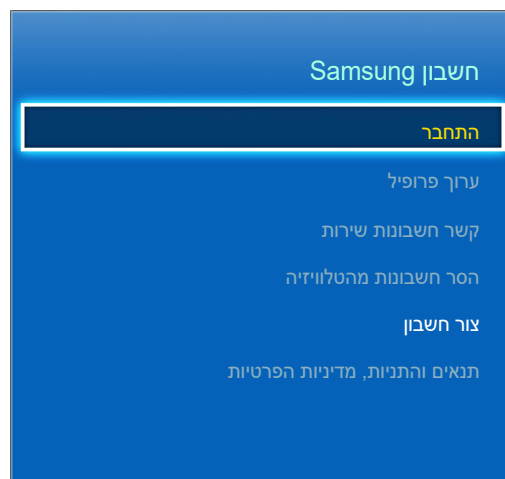 חשבון Samsung
התחבר
ערוך פרופיל
קשר חשבונות שירות
הסר חשבונות מהטלוויזיה
צור חשבון
תנאים והתניות, מדיניות הפרטיות